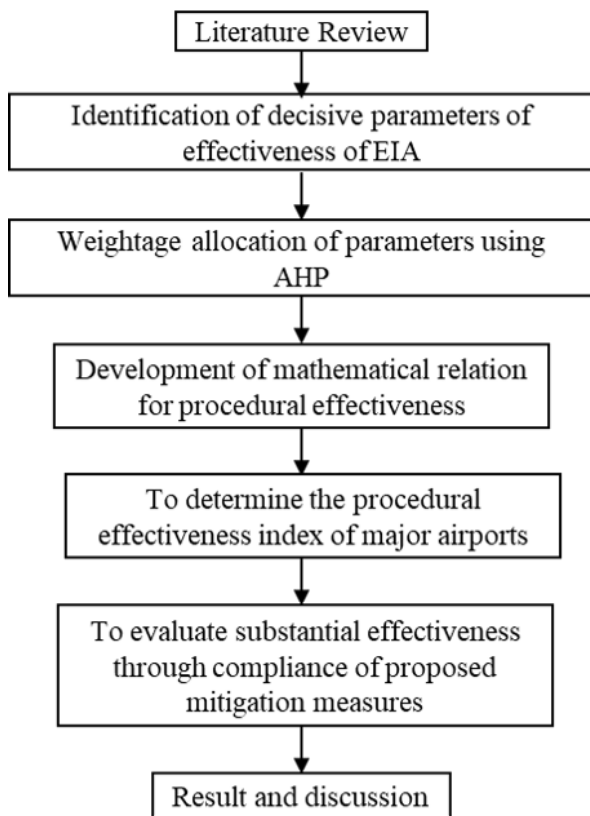 Literature Review
Identification of decisive parameters of
effectiveness of EIA
Weightage allocation of parameters using
AHP
Development of mathematical relation
for procedural effectiveness
To determine the procedural
effectiveness index of major airports
To evaluate substantial effectiveness
through compliance of proposed
mitigation measures
Result and discussion